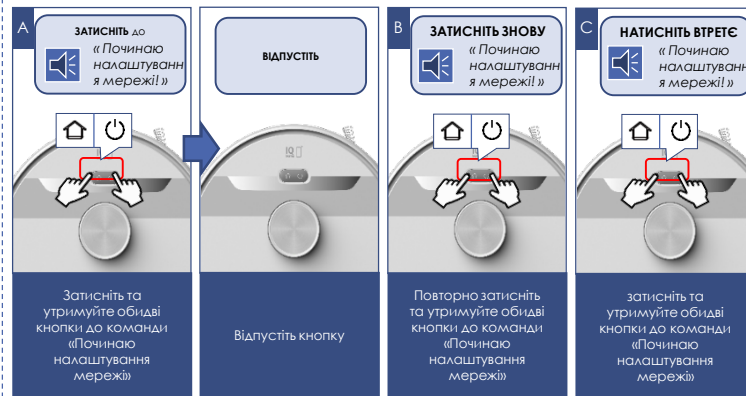 A
ЗАТИСНІТЬ ДО
« Починаю
налаштуванн
я мережі! »
Затисніть та
утримуйте обидві
кнопки до команди
«Починаю
налаштування
мережі»
ВІДПУСТІТЬ
Відпустіть кнопку
B
ЗАТИСНІТЬ ЗНОВУ
« Починаю
налаштуванн
я мережі! »
Повторно затисніть
та утримуйте обидві
кнопки до команди
«Починаю
налаштування
мережі»
C
НАТИСНІТЬ ВТРЕТЄ
« Починаю
налаштуванн
я мережі! »
затисніть та
утримуйте обидві
кнопки до команди
«Починаю
налаштування
мережі»